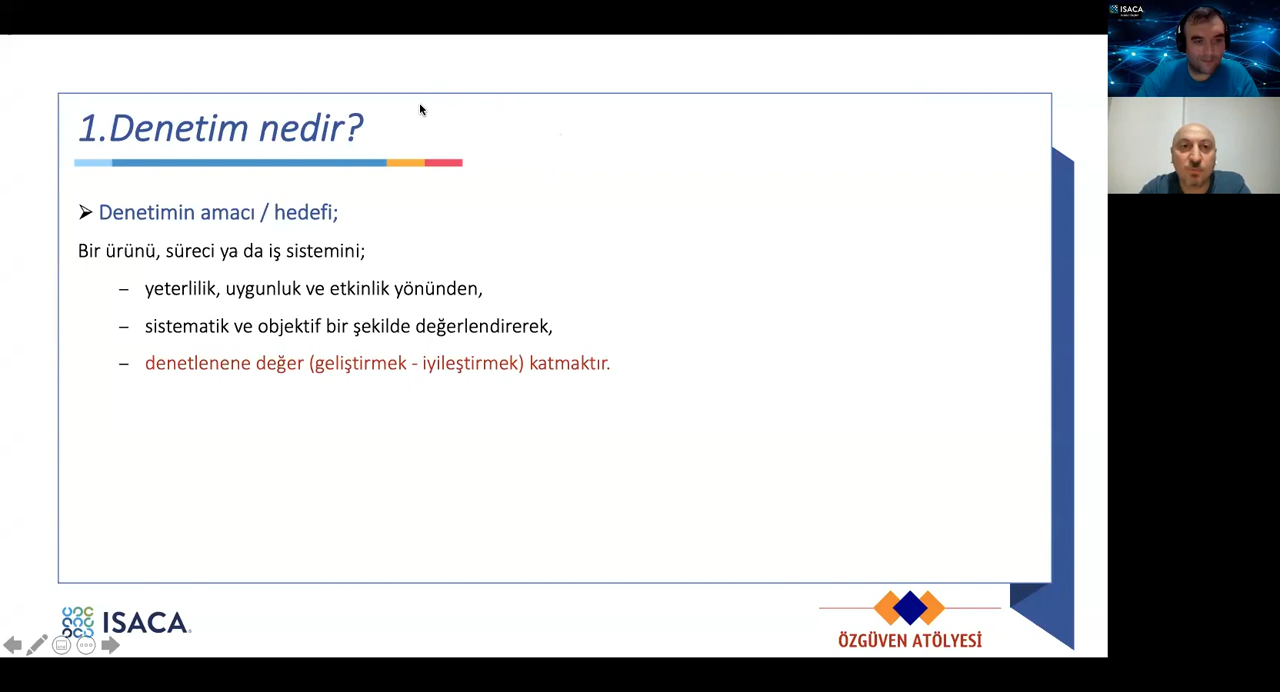 1.Denetim nedir?
➢ Denetimin amacı / hedefi;
Bir ürünü, süreci ya da iş sistemini;
– yeterlilik, uygunluk ve etkinlik yönünden,
– sistematik ve objektif bir şekilde değerlendirerek,
– denetlenene değer (geliştirmek - iyileştirmek) katmaktır.
ISACA.
ÖZGÜVEN ATÖLYESİ
ISACA